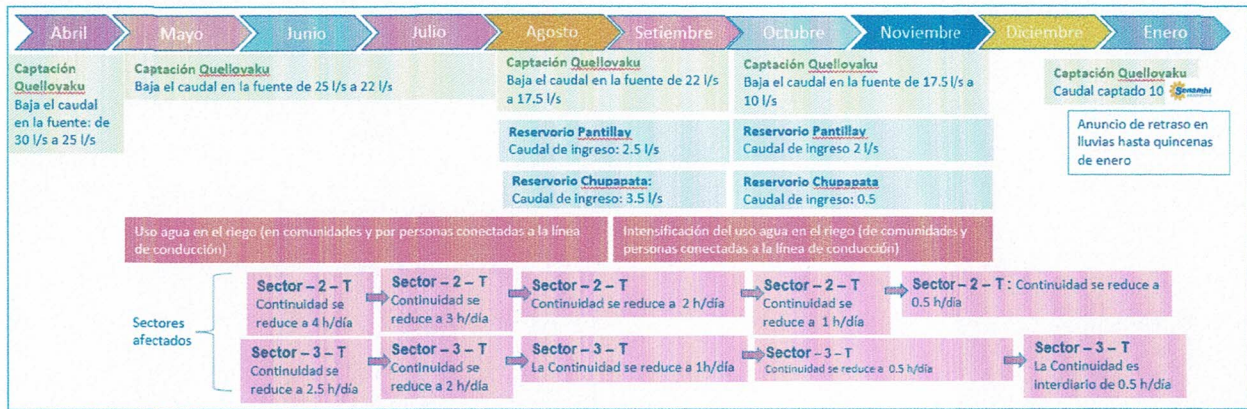 Abril
Mayo
Junio
Julio
Agosto
Setiembre
Octubre
Noviembre
Diciembre
Enero
Captación
Quellovaku
Baja el caudal
en la fuente: de
30 l/s a 25 l/s
Captación Quellovaku
Baja el caudal en la fuente de 25 l/s a 22 l/s
Captación Quellovaku
Baja el caudal en la fuente de 22 l/s
a 17.5 l/s
Captación Quellovaku
Baja el caudal en la fuente de 17.5 l/s a
10 l/s
Captación Quellovaku
Caudal captado 10
Senamhi
Anuncio de retraso en
lluvias hasta quincenas
de enero
Reservorio Pantillay
Caudal de ingreso: 2.5 l/s
Reservorio Pantillay
Caudal de ingreso 2 l/s
Reservorio Chupapata:
Caudal de ingreso: 3.5 l/s
Reservorio Chupapata
Caudal de ingreso: 0.5
Uso agua en el riego (en comunidades y por personas conectadas a la línea
de conducción)
Intensificación del uso agua en el riego (de comunidades y
personas conectadas a la línea de conducción)
Sectores
afectados
Sector – 2 – T
Continuidad se
reduce a 4 h/día
Sector – 2 – T
Continuidad se
reduce a 3 h/día
Sector – 2 – T
Continuidad se reduce a 2 h/día
Sector – 2 – T
Continuidad se
reduce a 1 h/día
Sector – 2 – T : Continuidad se reduce a
0.5 h/día
Sector – 3 – T
Continuidad se
reduce a 2.5 h/día
Sector – 3 – T
Continuidad se
reduce a 2 h/día
Sector – 3 – T
La Continuidad se reduce a 1h/día
Sector – 3 – T
Continuidad se reduce a 0.5 h/día
Sector – 3 – T
La Continuidad es
interdiario de 0.5 h/día